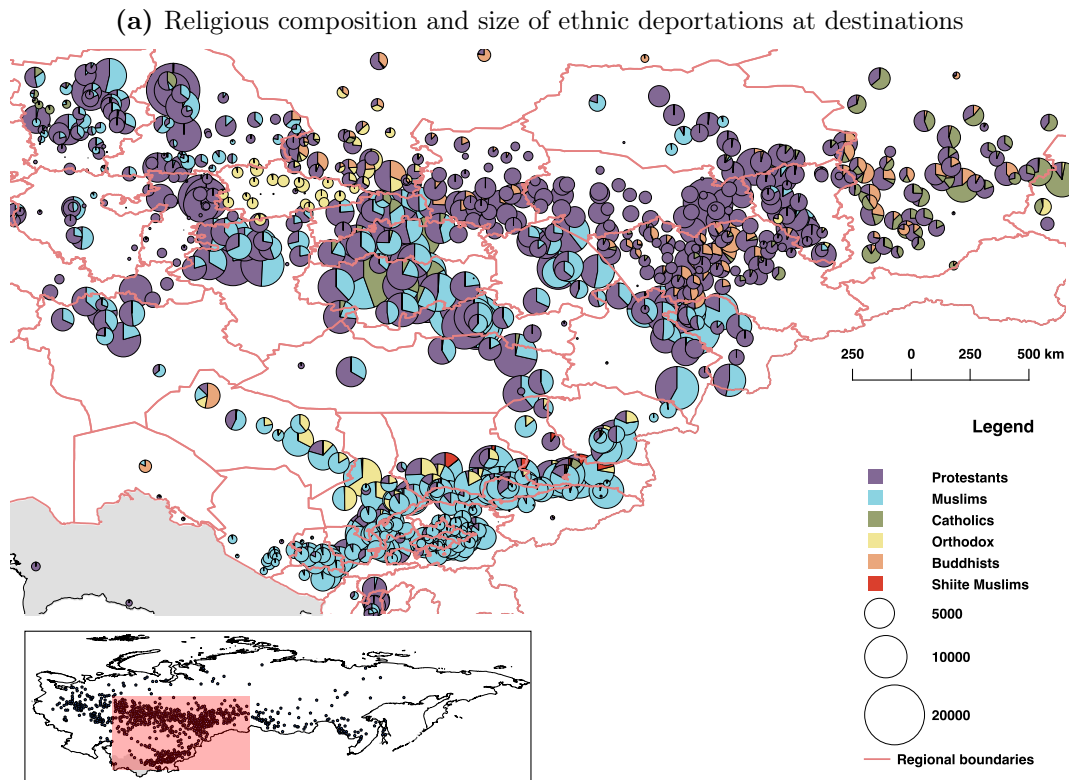 (a) Religious composition and size of ethnic deportations at destinations
250 0 250 500 km
Legend
Protestants
Muslims
Catholics
Orthodox
Buddhists
Shiite Muslims
5000
10000
20000
Regional boundaries